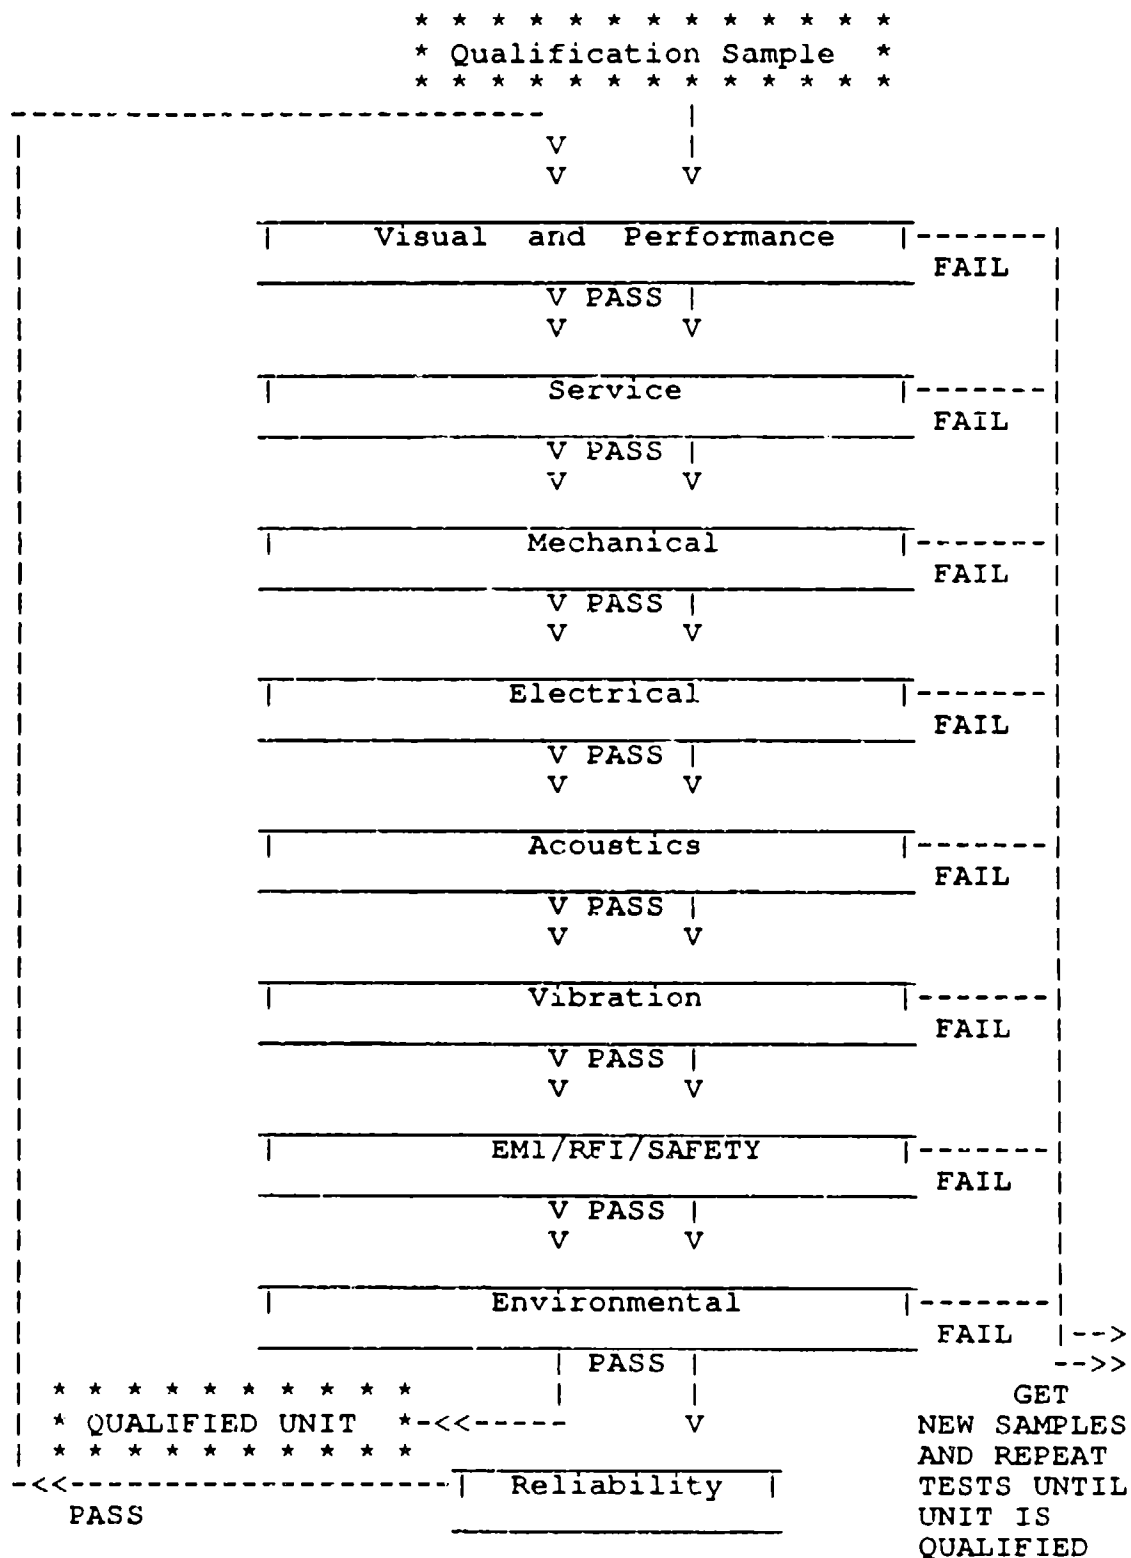 * * * * * * * * * * * * *
* Qualification Sample *
* * * * * * * * * * * * *
V
V V
Visual and Performance
FAIL
V PASS
V V
Service
FAIL
V PASS
V V
Mechanical
FAIL
V PASS
V V
Electrical
FAIL
V PASS
V V
Acoustics
FAIL
V PASS
V V
Vibration
FAIL
V PASS
V V
EM1/RFI/SAFETY
FAIL
V PASS
V V
Environmental
FAIL |-->
PASS -->>
* * * * * * * * * *
* QUALIFIED UNIT *-<<----- V
* * * * * * * * * *
-<<--------------------| Reliability |
PASS
GET
NEW SAMPLES
AND REPEAT
TESTS UNTIL
UNIT IS
QUALIFIED